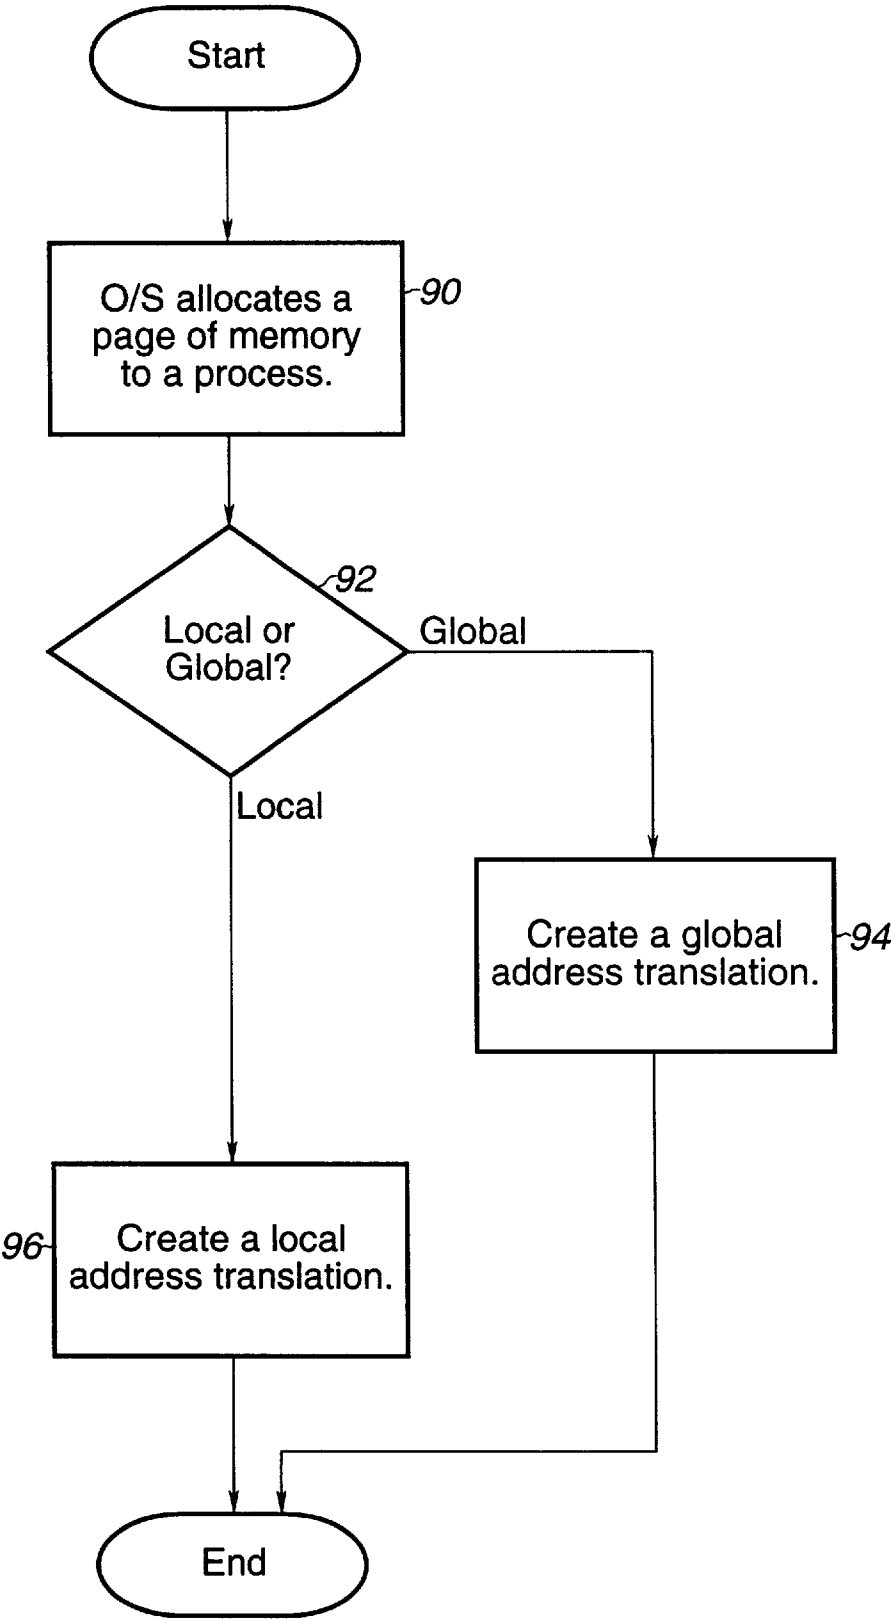 Start
O/S allocates a
page of memory
to a process.
90
92
Local or
Global?
Global
Local
Create a global
address translation.
94
96
Create a local
address translation.
End